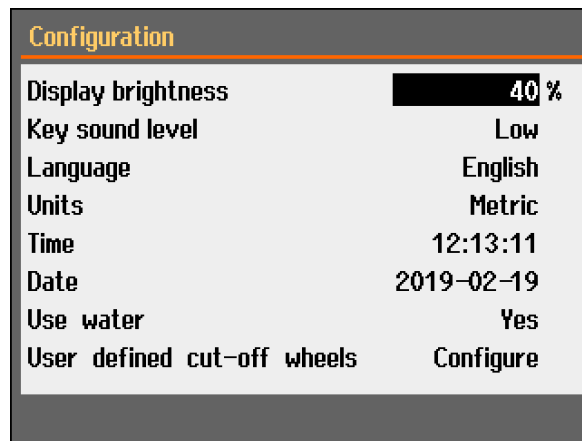 Configuration
Display brightness 40 %
Key sound level Low
Language English
Units Metric
Time 12:13:11
Date 2019-02-19
Use water Yes
User defined cut-off wheels Configure